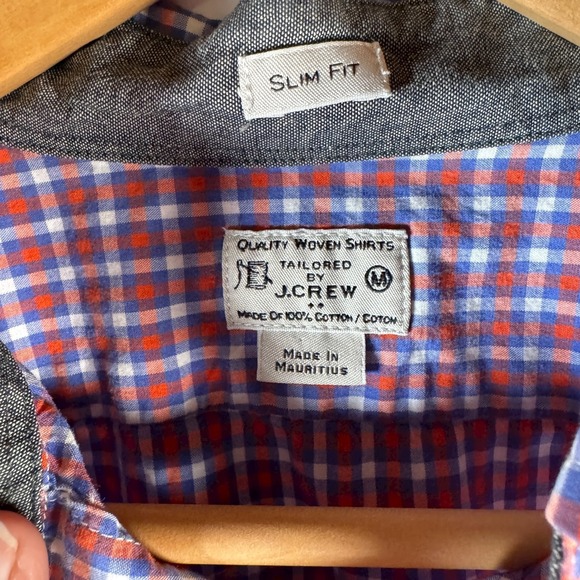 SLIM FIT
QUALITY WOVEN SHIRTS
TAILORED
BY
M
J.CREW
MADE OF 100% COTTON / COTON
MADE IN
MAURITIUS